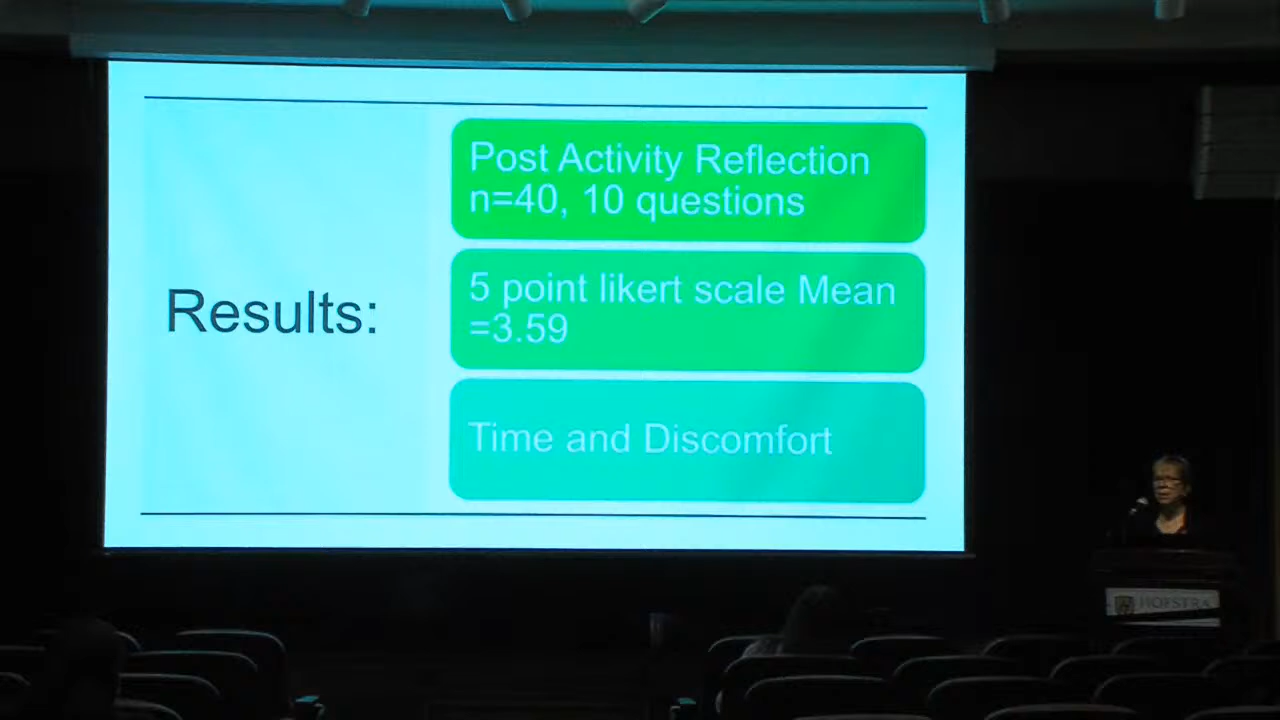 Results:
Post Activity Reflection
n=40, 10 questions
5 point likert scale Mean
=3.59
Time and Discomfort
HOFSTRA